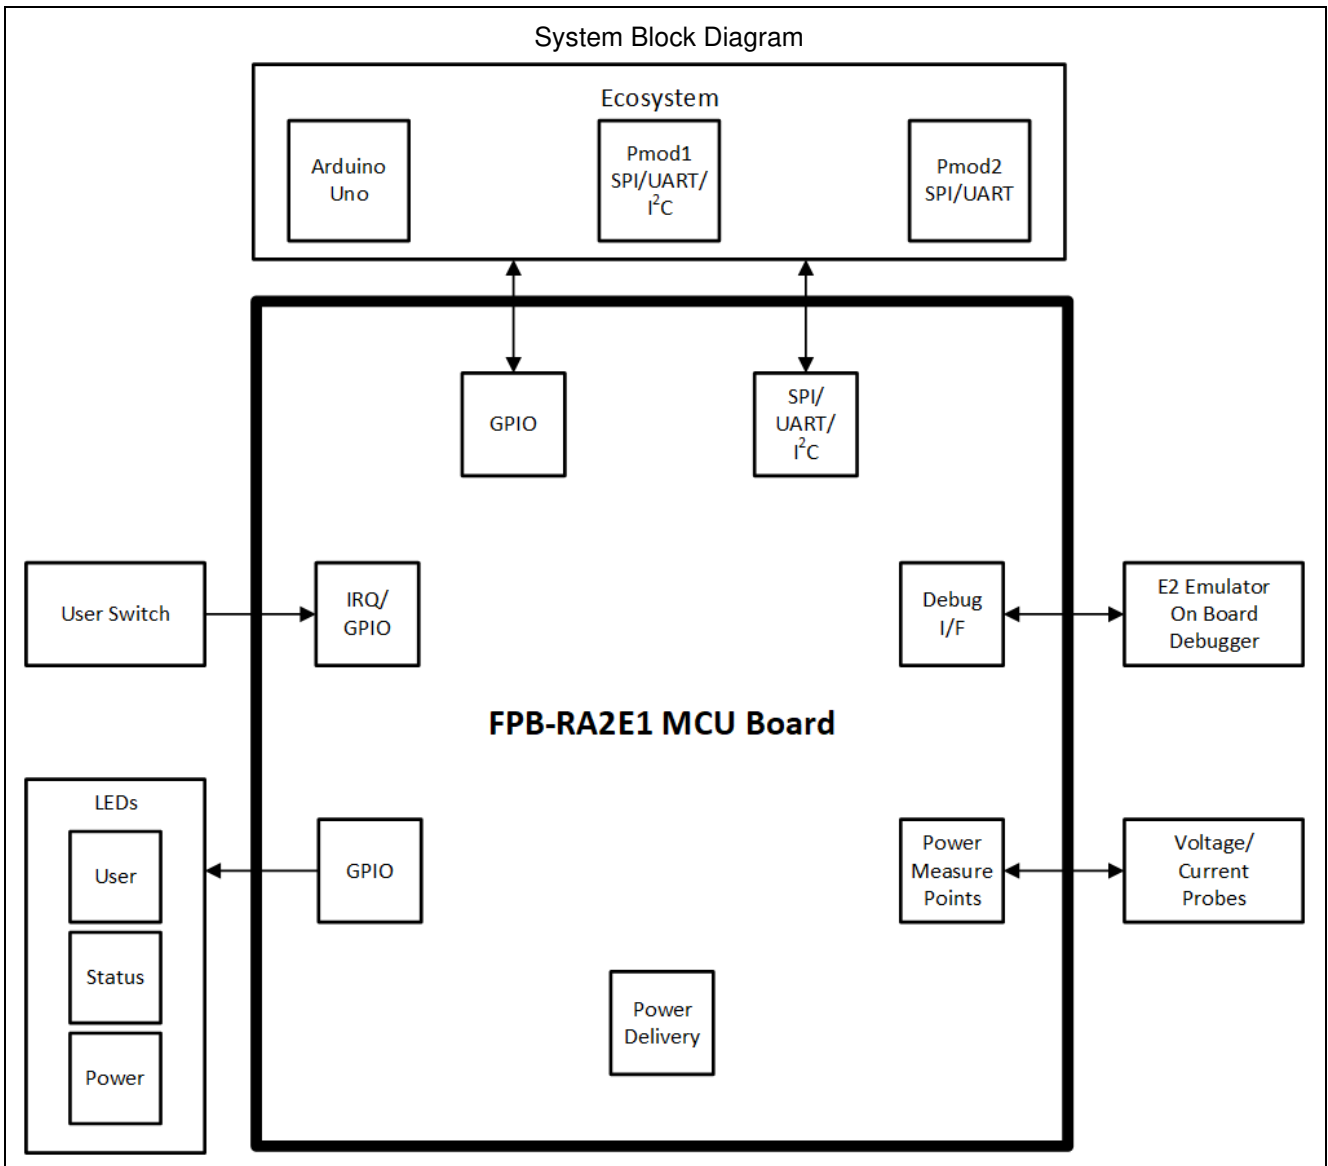 System Block Diagram
Ecosystem
Arduino
Uno
Pmod1
SPI/UART/
I²C
Pmod2
SPI/UART
GPIO
SPI/
UART/
I²C
User Switch
IRQ/
GPIO
Debug
I/F
E2 Emulator
On Board
Debugger
FPB-RA2E1 MCU Board
LEDs
User
Status
Power
GPIO
Power
Measure
Points
Voltage/
Current
Probes
Power
Delivery